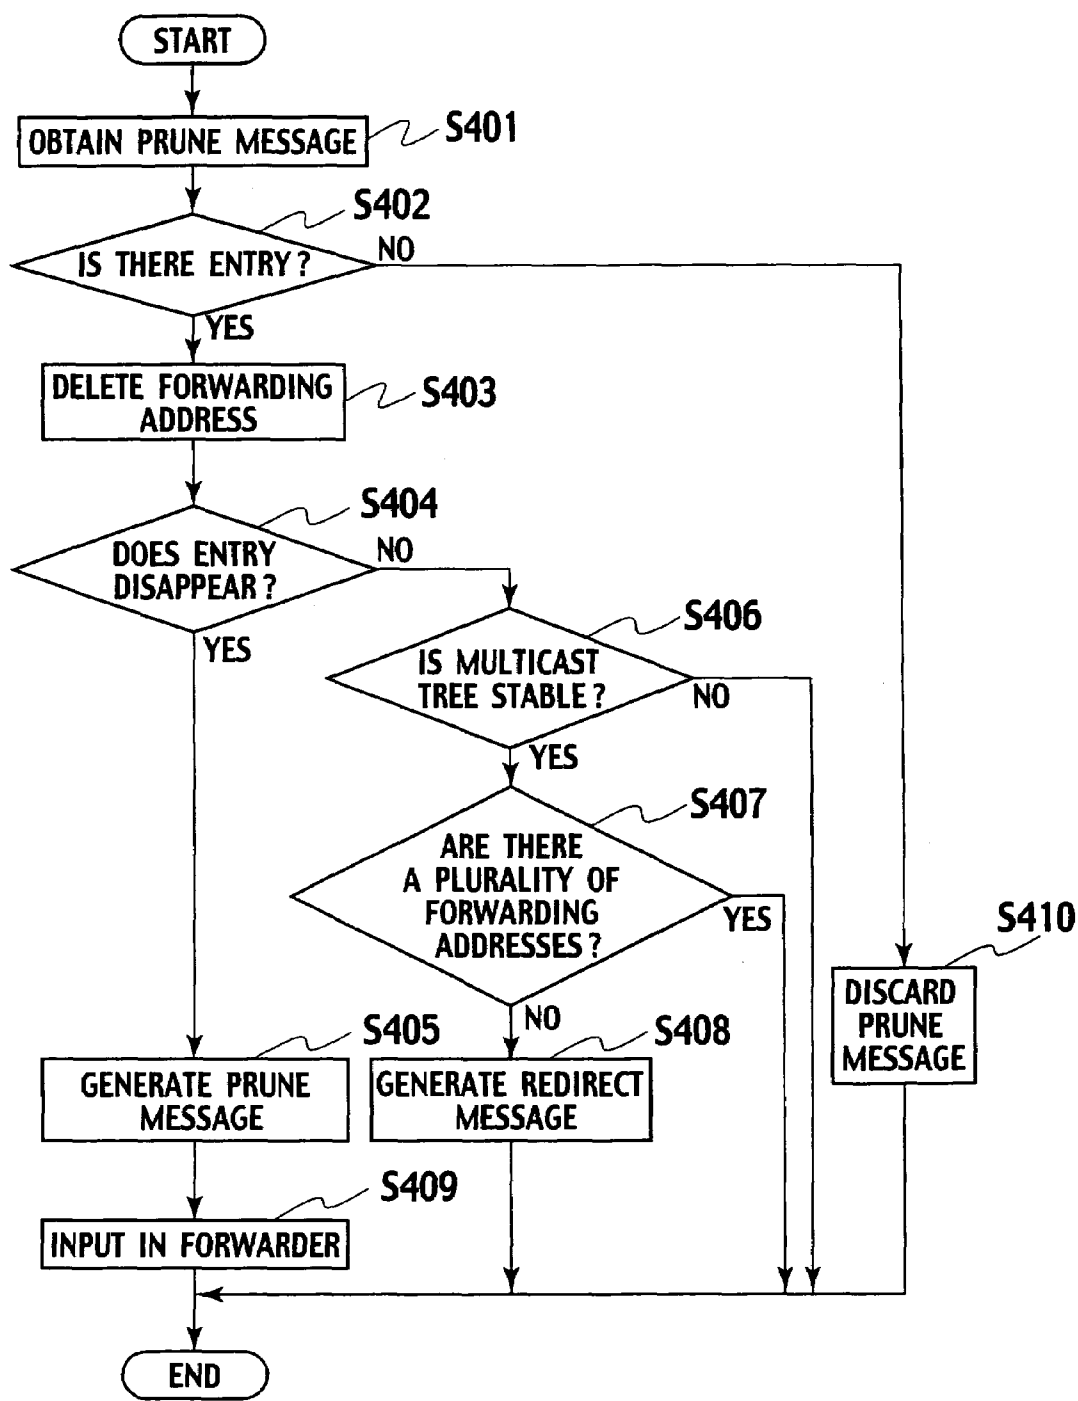 START
OBTAIN PRUNE MESSAGE
S401
S402
IS THERE ENTRY?
NO
YES
DELETE FORWARDING
ADDRESS
S403
S404
DOES ENTRY
DISAPPEAR?
NO
YES
S406
IS MULTICAST
TREE STABLE?
NO
YES
S407
ARE THERE
A PLURALITY OF
FORWARDING
ADDRESSES?
YES
NO
S410
DISCARD
PRUNE
MESSAGE
S405
GENERATE PRUNE
MESSAGE
S408
GENERATE REDIRECT
MESSAGE
S409
INPUT IN FORWARDER
END